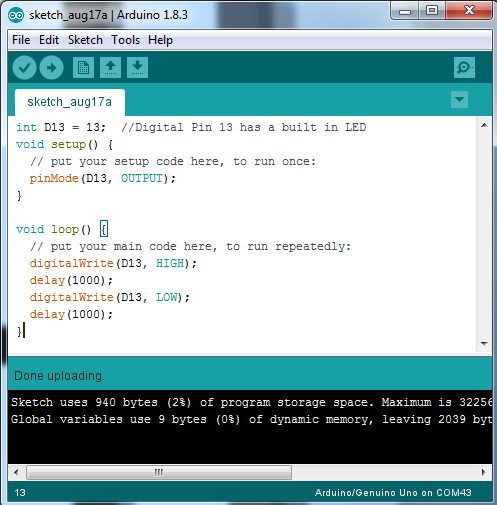 sketch_aug17a | Arduino 1.8.3
File Edit Sketch Tools Help
sketch_aug17a
int D13 = 13;  //Digital Pin 13 has a built in LED
void setup() {
  // put your setup code here, to run once:
  pinMode(D13, OUTPUT);
}
void loop() {
  // put your main code here, to run repeatedly:
  digitalWrite(D13, HIGH);
  delay(1000);
  digitalWrite(D13, LOW);
  delay(1000);
}
Done uploading.
Sketch uses 940 bytes (2%) of program storage space. Maximum is 32256
Global variables use 9 bytes (0%) of dynamic memory, leaving 2039 byt
13 Arduino/Genuino Uno on COM43